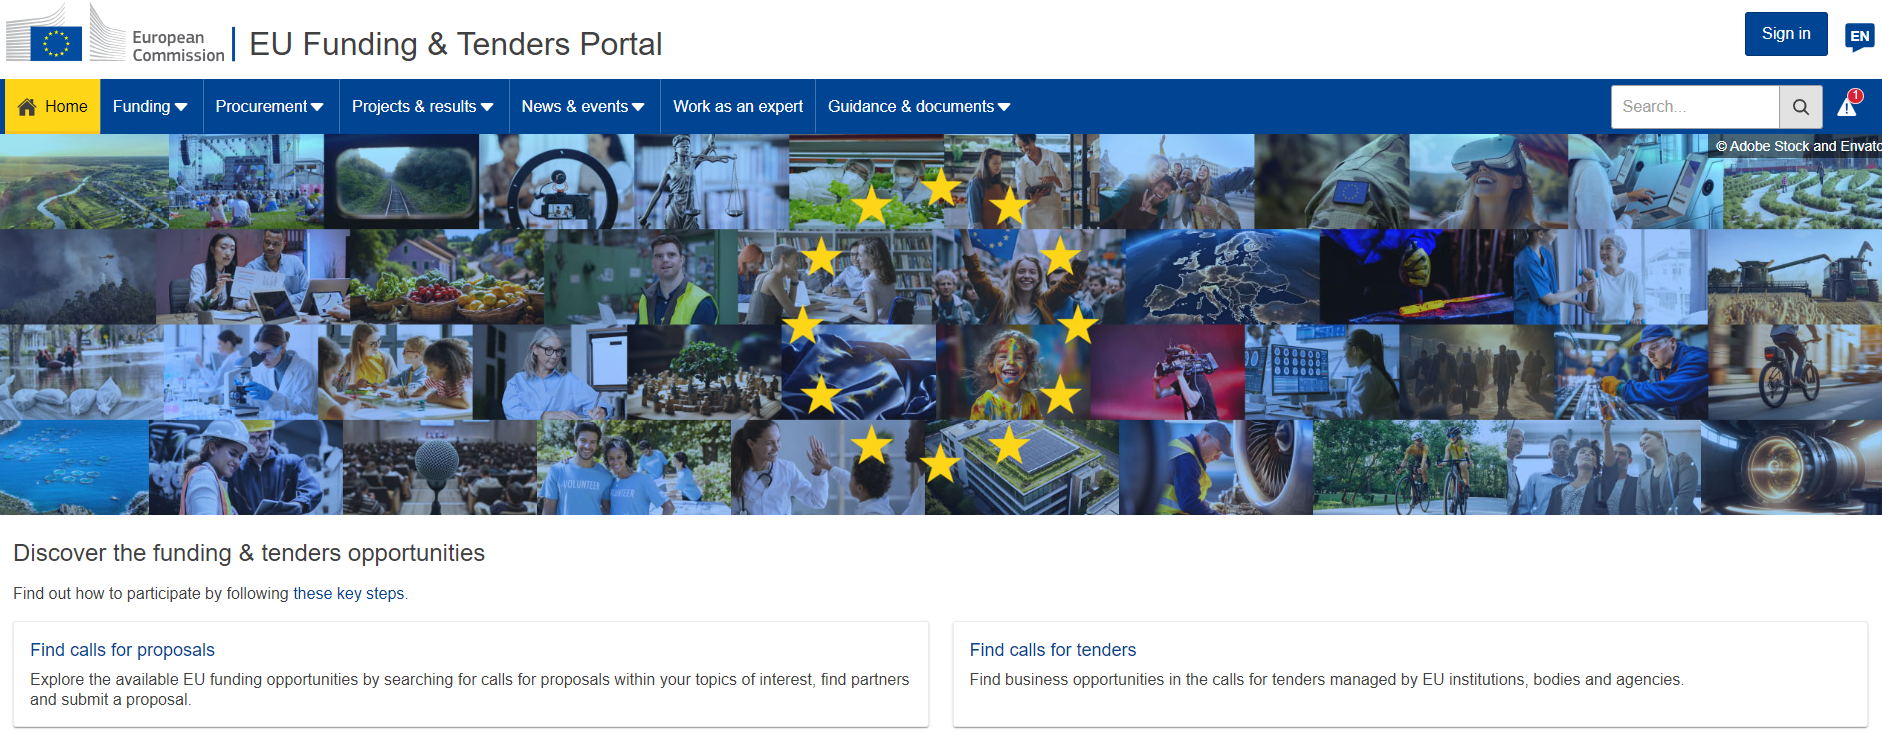 European
Commission
EU Funding & Tenders Portal
Sign in
EN
Home
Funding
Procurement
Projects & results
News & events
Work as an expert
Guidance & documents
Search...
1
© Adobe Stock and Envato
VOLUNTEER
VOLUNTEER
Discover the funding & tenders opportunities
Find out how to participate by following these key steps.
Find calls for proposals
Explore the available EU funding opportunities by searching for calls for proposals within your topics of interest, find partners
and submit a proposal.
Find calls for tenders
Find business opportunities in the calls for tenders managed by EU institutions, bodies and agencies.